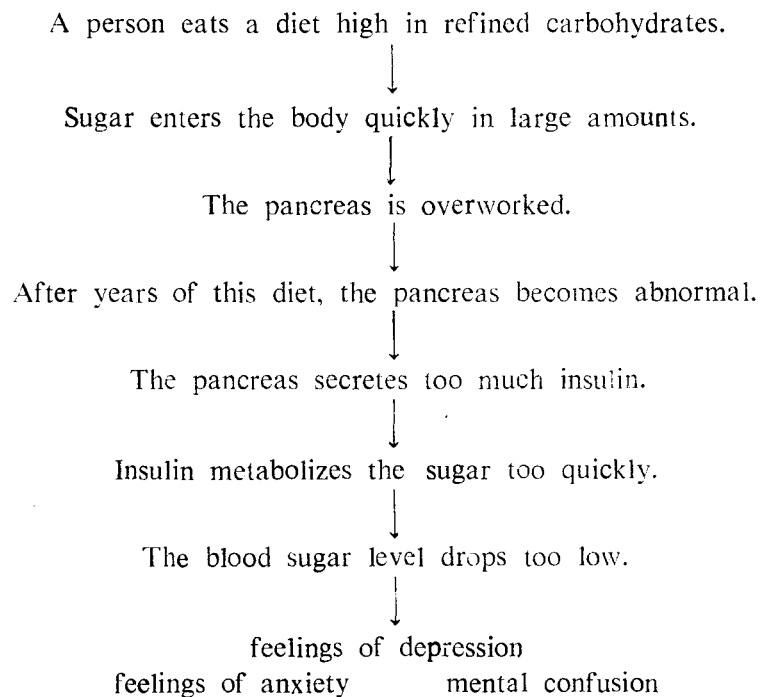 A person eats a diet high in refined carbohydrates.
Sugar enters the body quickly in large amounts.
The pancreas is overworked.
After years of this diet, the pancreas becomes abnormal.
The pancreas secretes too much insulin.
Insulin metabolizes the sugar too quickly.
The blood sugar level drops too low.
feelings of depression
feelings of anxiety mental confusion